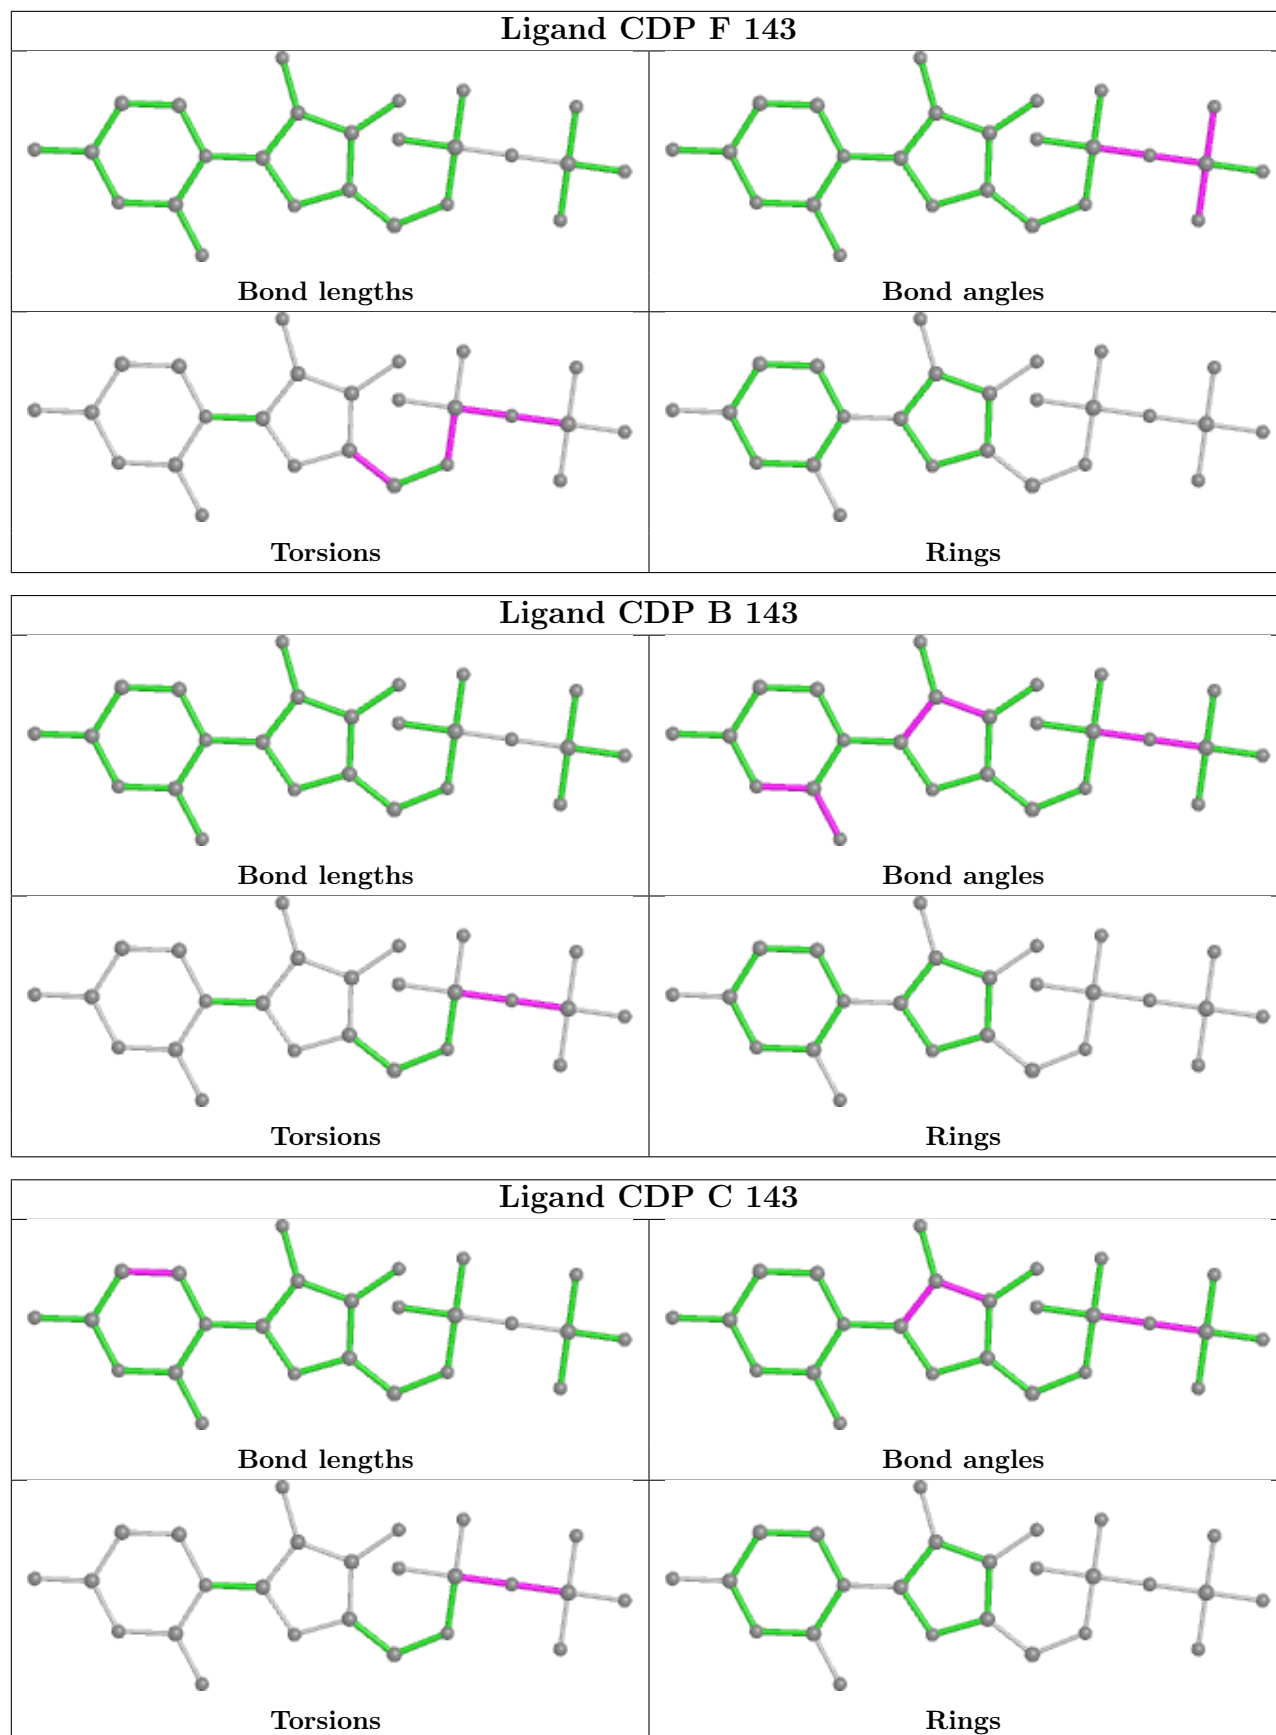 Ligand CDP F 143
Bond lengths
Bond angles
Torsions
Rings
Ligand CDP B 143
Bond lengths
Bond angles
Torsions
Rings
Ligand CDP C 143
Bond lengths
Bond angles
Torsions
Rings